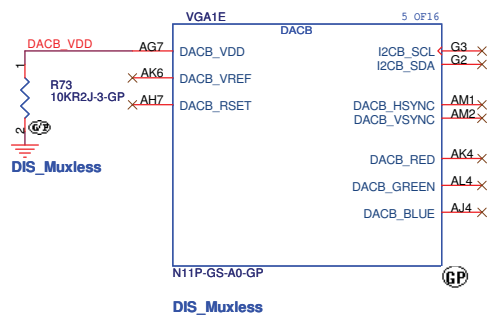 VGA1E
5 OF16
DACB
DACB_VDD
AG7
DACB_VDD
I2CB_SCL
G3
I2CB_SDA
G2
1
AK6
DACB_VREF
R73
10KR2J-3-GP
AH7
DACB_RSET
DACB_HSYNC
AM1
DACB_VSYNC
AM2
2
DIS_Muxless
DACB_RED
AK4
DACB_GREEN
AL4
DACB_BLUE
AJ4
N11P-GS-A0-GP
GP
DIS_Muxless